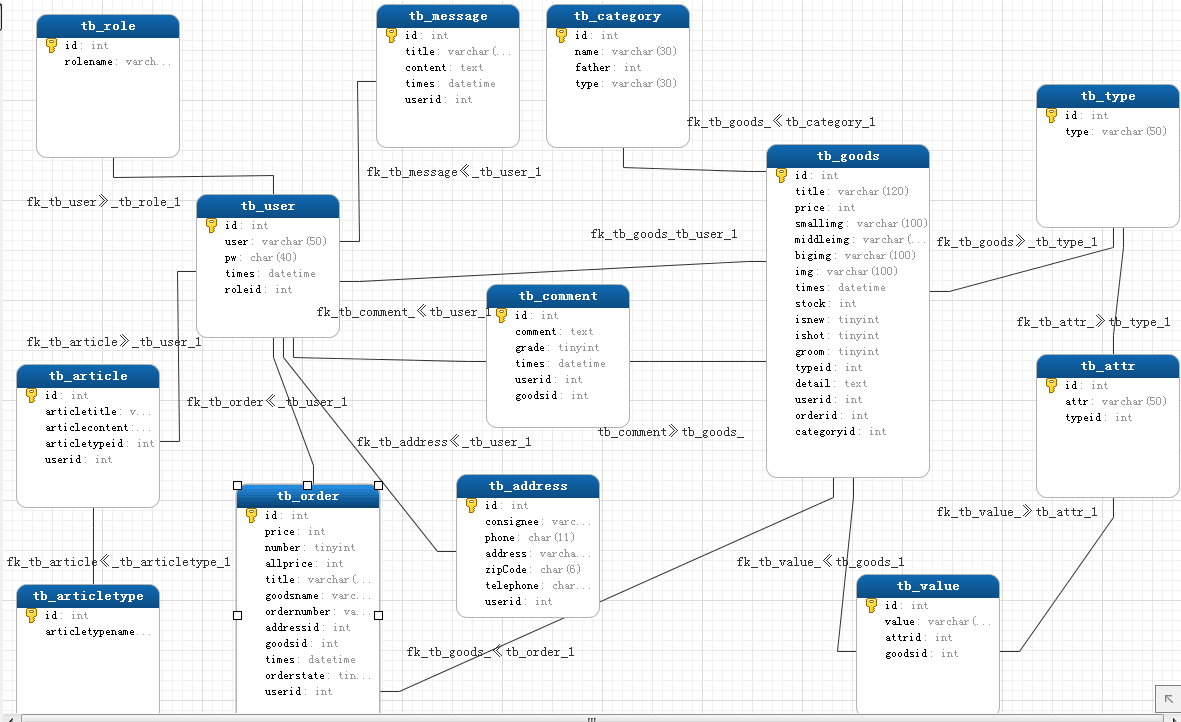 tb_role
id: int
rolename: varch...
tb_message
id: int
title: varchar(...
content: text
times: datetime
userid: int
tb_category
id: int
name: varchar(30)
father: int
type: varchar(30)
tb_type
id: int
type: varchar(50)
fk_tb_goods_≪tb_category_1
tb_goods
id: int
title: varchar(120)
price: int
smallimg: varchar(100)
middleimg: varchar(...
bigimg: varchar(100)
img: varchar(100)
times: datetime
stock: int
isnew: tinyint
ishot: tinyint
groom: tinyint
typeid: int
detail: text
userid: int
orderid: int
categoryid: int
fk_tb_message≪_tb_user_1
fk_tb_user≫_tb_role_1
tb_user
id: int
user: varchar(50)
pw: char(40)
times: datetime
roleid: int
fk_tb_goods_tb_user_1
fk_tb_goods≫_tb_type_1
tb_comment
id: int
comment: text
grade: tinyint
times: datetime
userid: int
goodsid: int
fk_tb_comment_≪tb_user_1
fk_tb_attr_≫tb_type_1
fk_tb_article≫_tb_user_1
tb_article
id: int
articletitle: v...
articlecontent:...
articletypeid: int
userid: int
tb_attr
id: int
attr: varchar(50)
typeid: int
fk_tb_order≪_tb_user_1
tb_comment≫tb_goods_
fk_tb_address≪_tb_user_1
tb_order
id: int
price: int
number: tinyint
allprice: int
title: varchar(...
goodsname: varc...
ordernumber: va...
addressid: int
goodsid: int
times: datetime
orderstate: tin...
userid: int
tb_address
id: int
consignee: varc...
phone: char(11)
address: varcha...
zipCode: char(6)
telephone: char...
userid: int
fk_tb_value_≫tb_attr_1
fk_tb_article≪_tb_articletype_1
fk_tb_value_≪tb_goods_1
tb_articletype
id: int
articletypename...
tb_value
id: int
value: varchar(...
attrid: int
goodsid: int
fk_tb_goods_≪tb_order_1